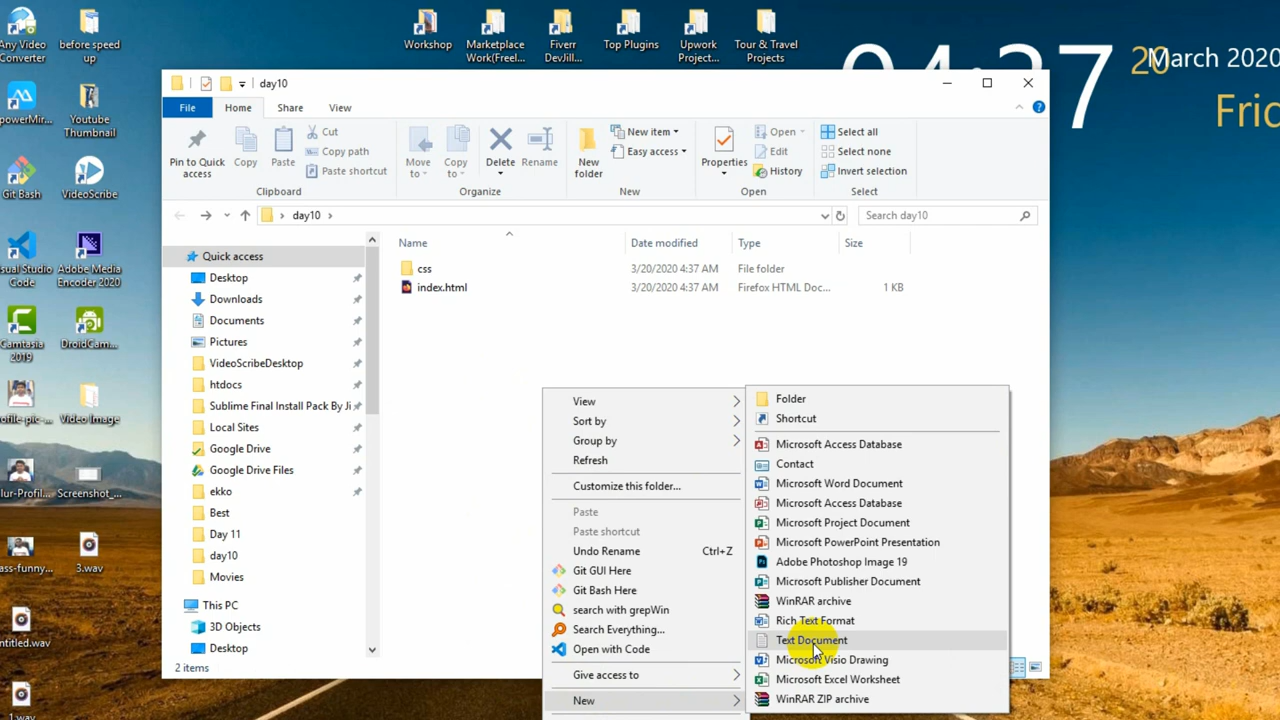 Any Video Converter
before speed up
Workshop
Marketplace Work(Freel...
Fiverr DevJill...
Top Plugins
Upwork Project...
Tour & Travel Projects
20
March 2020
Fric
day10
File
Home
Share
View
Pin to Quick access
Copy
Paste
Cut
Copy path
Paste shortcut
Clipboard
Move to
Copy to
Delete
Rename
Organize
New folder
New item
Easy access
New
Properties
Open
Edit
History
Open
Select all
Select none
Invert selection
Select
day10
Search day10
Name
Date modified
Type
Size
css
3/20/2020 4:37 AM
File folder
index.html
3/20/2020 4:37 AM
Firefox HTML Doc...
1 KB
Quick access
Desktop
Downloads
Documents
Pictures
VideoScribeDesktop
htdocs
Sublime Final Install Pack By Ji
Local Sites
Google Drive
Google Drive Files
ekko
Best
Day 11
day10
Movies
This PC
3D Objects
Desktop
2 items
View
Sort by
Group by
Refresh
Customize this folder...
Paste
Paste shortcut
Undo Rename Ctrl+Z
Git GUI Here
Git Bash Here
search with grepWin
Search Everything...
Open with Code
Give access to
New
Folder
Shortcut
Microsoft Access Database
Contact
Microsoft Word Document
Microsoft Access Database
Microsoft Project Document
Microsoft PowerPoint Presentation
Adobe Photoshop Image 19
Microsoft Publisher Document
WinRAR archive
Rich Text Format
Text Document
Microsoft Visio Drawing
Microsoft Excel Worksheet
WinRAR ZIP archive
powerMir...
Youtube Thumbnail
Git Bash
VideoScribe
sual Studio Code
Adobe Media Encoder 2020
Camtasia 2019
DroidCam...
ofile-pic-...
Video Image
lur-Profil...
Screenshot_...
ass-funny...
3.wav
ntitled.wav
1.wav